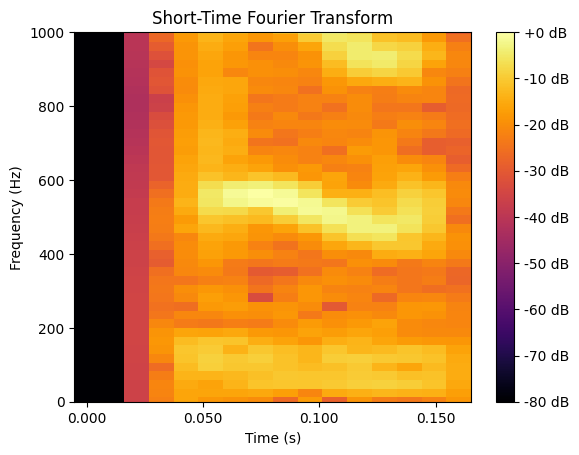 Short-Time Fourier Transform
1000
800
600
400
200
0
Frequency (Hz)
0.000
0.050
0.100
0.150
Time (s)
+0 dB
-10 dB
-20 dB
-30 dB
-40 dB
-50 dB
-60 dB
-70 dB
-80 dB